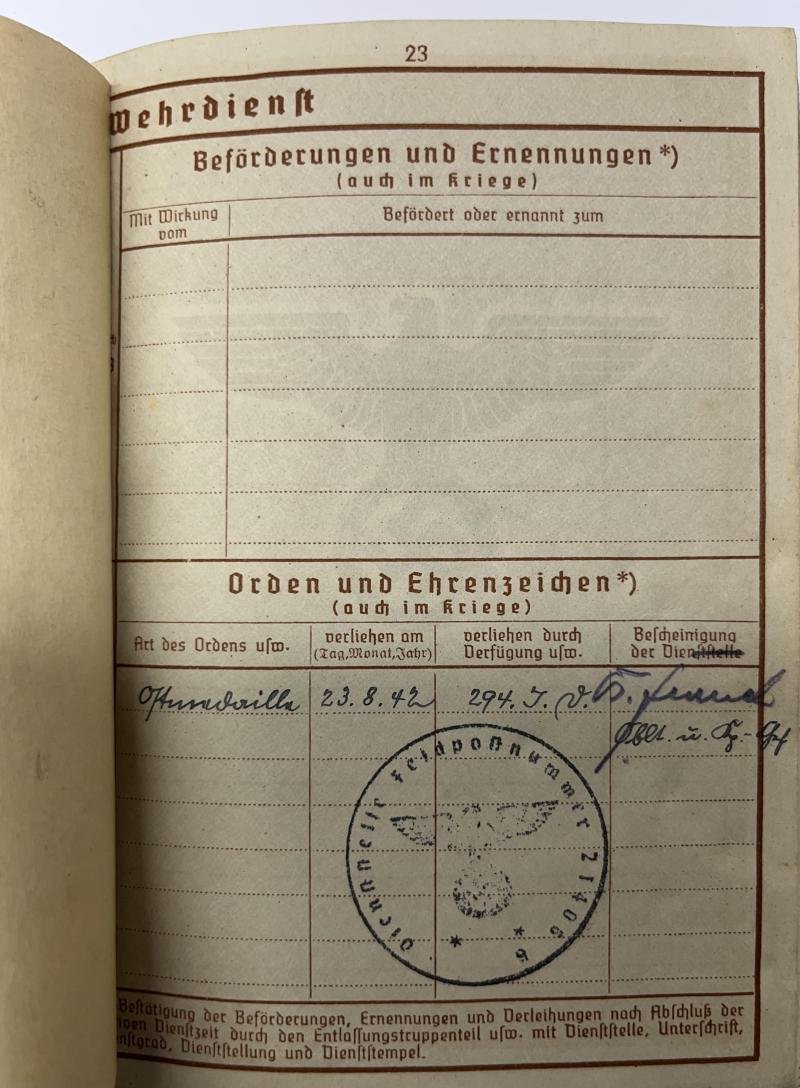 23
Wehrdienst
Beförderungen und Ernennungen*)
(auch im Kriege)
Mit Wirkung vom
Befördert oder ernannt zum
Orden und Ehrenzeichen*)
(auch im Kriege)
Art des Ordens usw.
verliehen am (Tag, Monat, Jahr)
verliehen durch Verfügung usw.
Bescheinigung der Dienststelle
Ostmedaille 23.8.42 294. I. D.
Oblt. u. Kp.-
Dienststelle Feldpostnummer
Bestätigung der Beförderungen, Ernennungen und Verleihungen nach Abschluß der
Dienstzeit durch den Entlassungstruppenteil usw. mit Dienststelle, Unterschrift,
Dienststellung und Dienststempel.